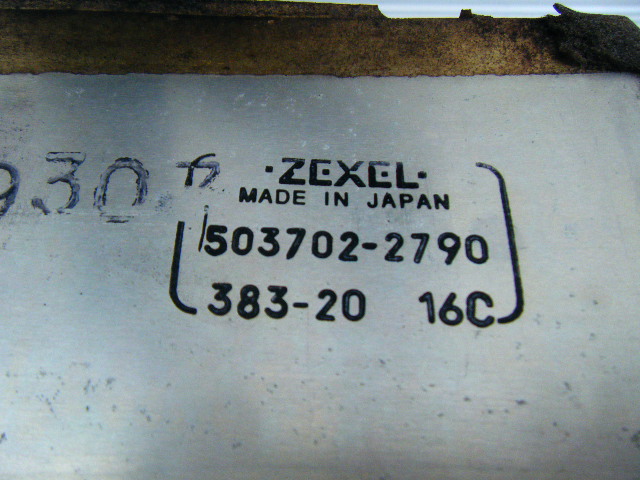 ·ZEXEL·
MADE IN JAPAN
503702-2790
383-20 16C
930